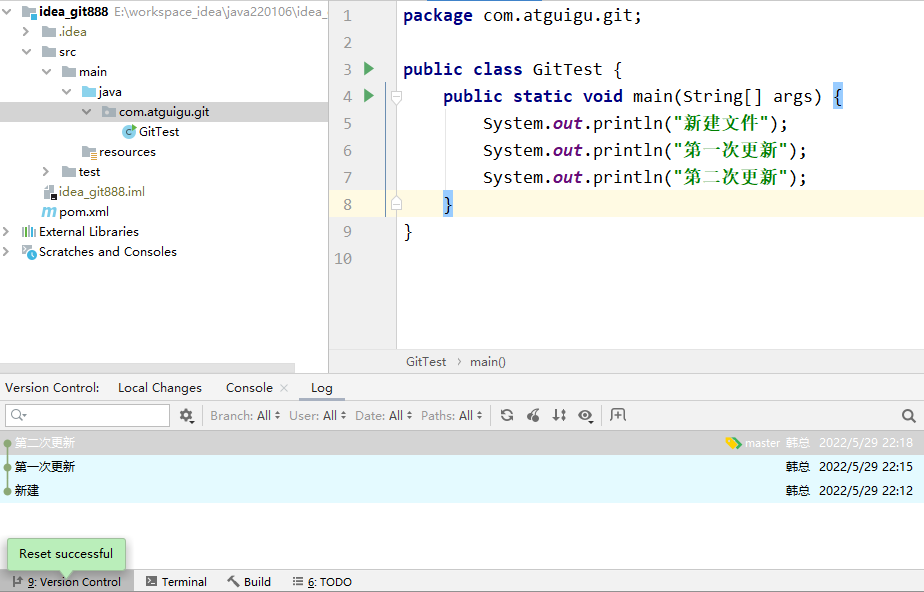 idea_git888 E:\workspace_idea\java220106\idea_
.idea
src
main
java
com.atguigu.git
GitTest
resources
test
idea_git888.iml
pom.xml
External Libraries
Scratches and Consoles
1 package com.atguigu.git;
2
3 public class GitTest {
4 public static void main(String[] args) {
5 System.out.println("新建文件");
6 System.out.println("第一次更新");
7 System.out.println("第二次更新");
8 }
9 }
10
GitTest › main()
Version Control: Local Changes Console × Log
Branch: All User: All Date: All Paths: All
第二次更新 master 韩总 2022/5/29 22:18
第一次更新 韩总 2022/5/29 22:15
新建 韩总 2022/5/29 22:12
Reset successful
9: Version Control Terminal Build 6: TODO